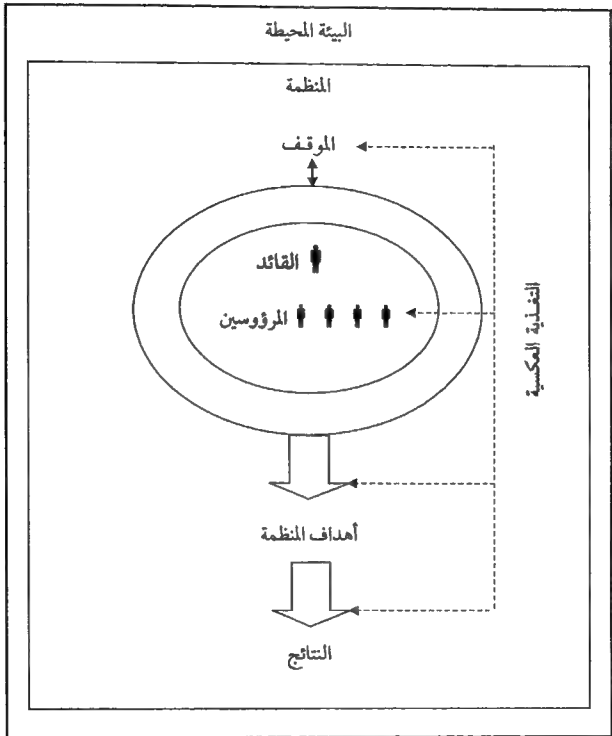 البيئة المحيطة
المنظمة
الموقف
القائد
المرؤوسين
التغذية العكسية
أهداف المنظمة
النتائج